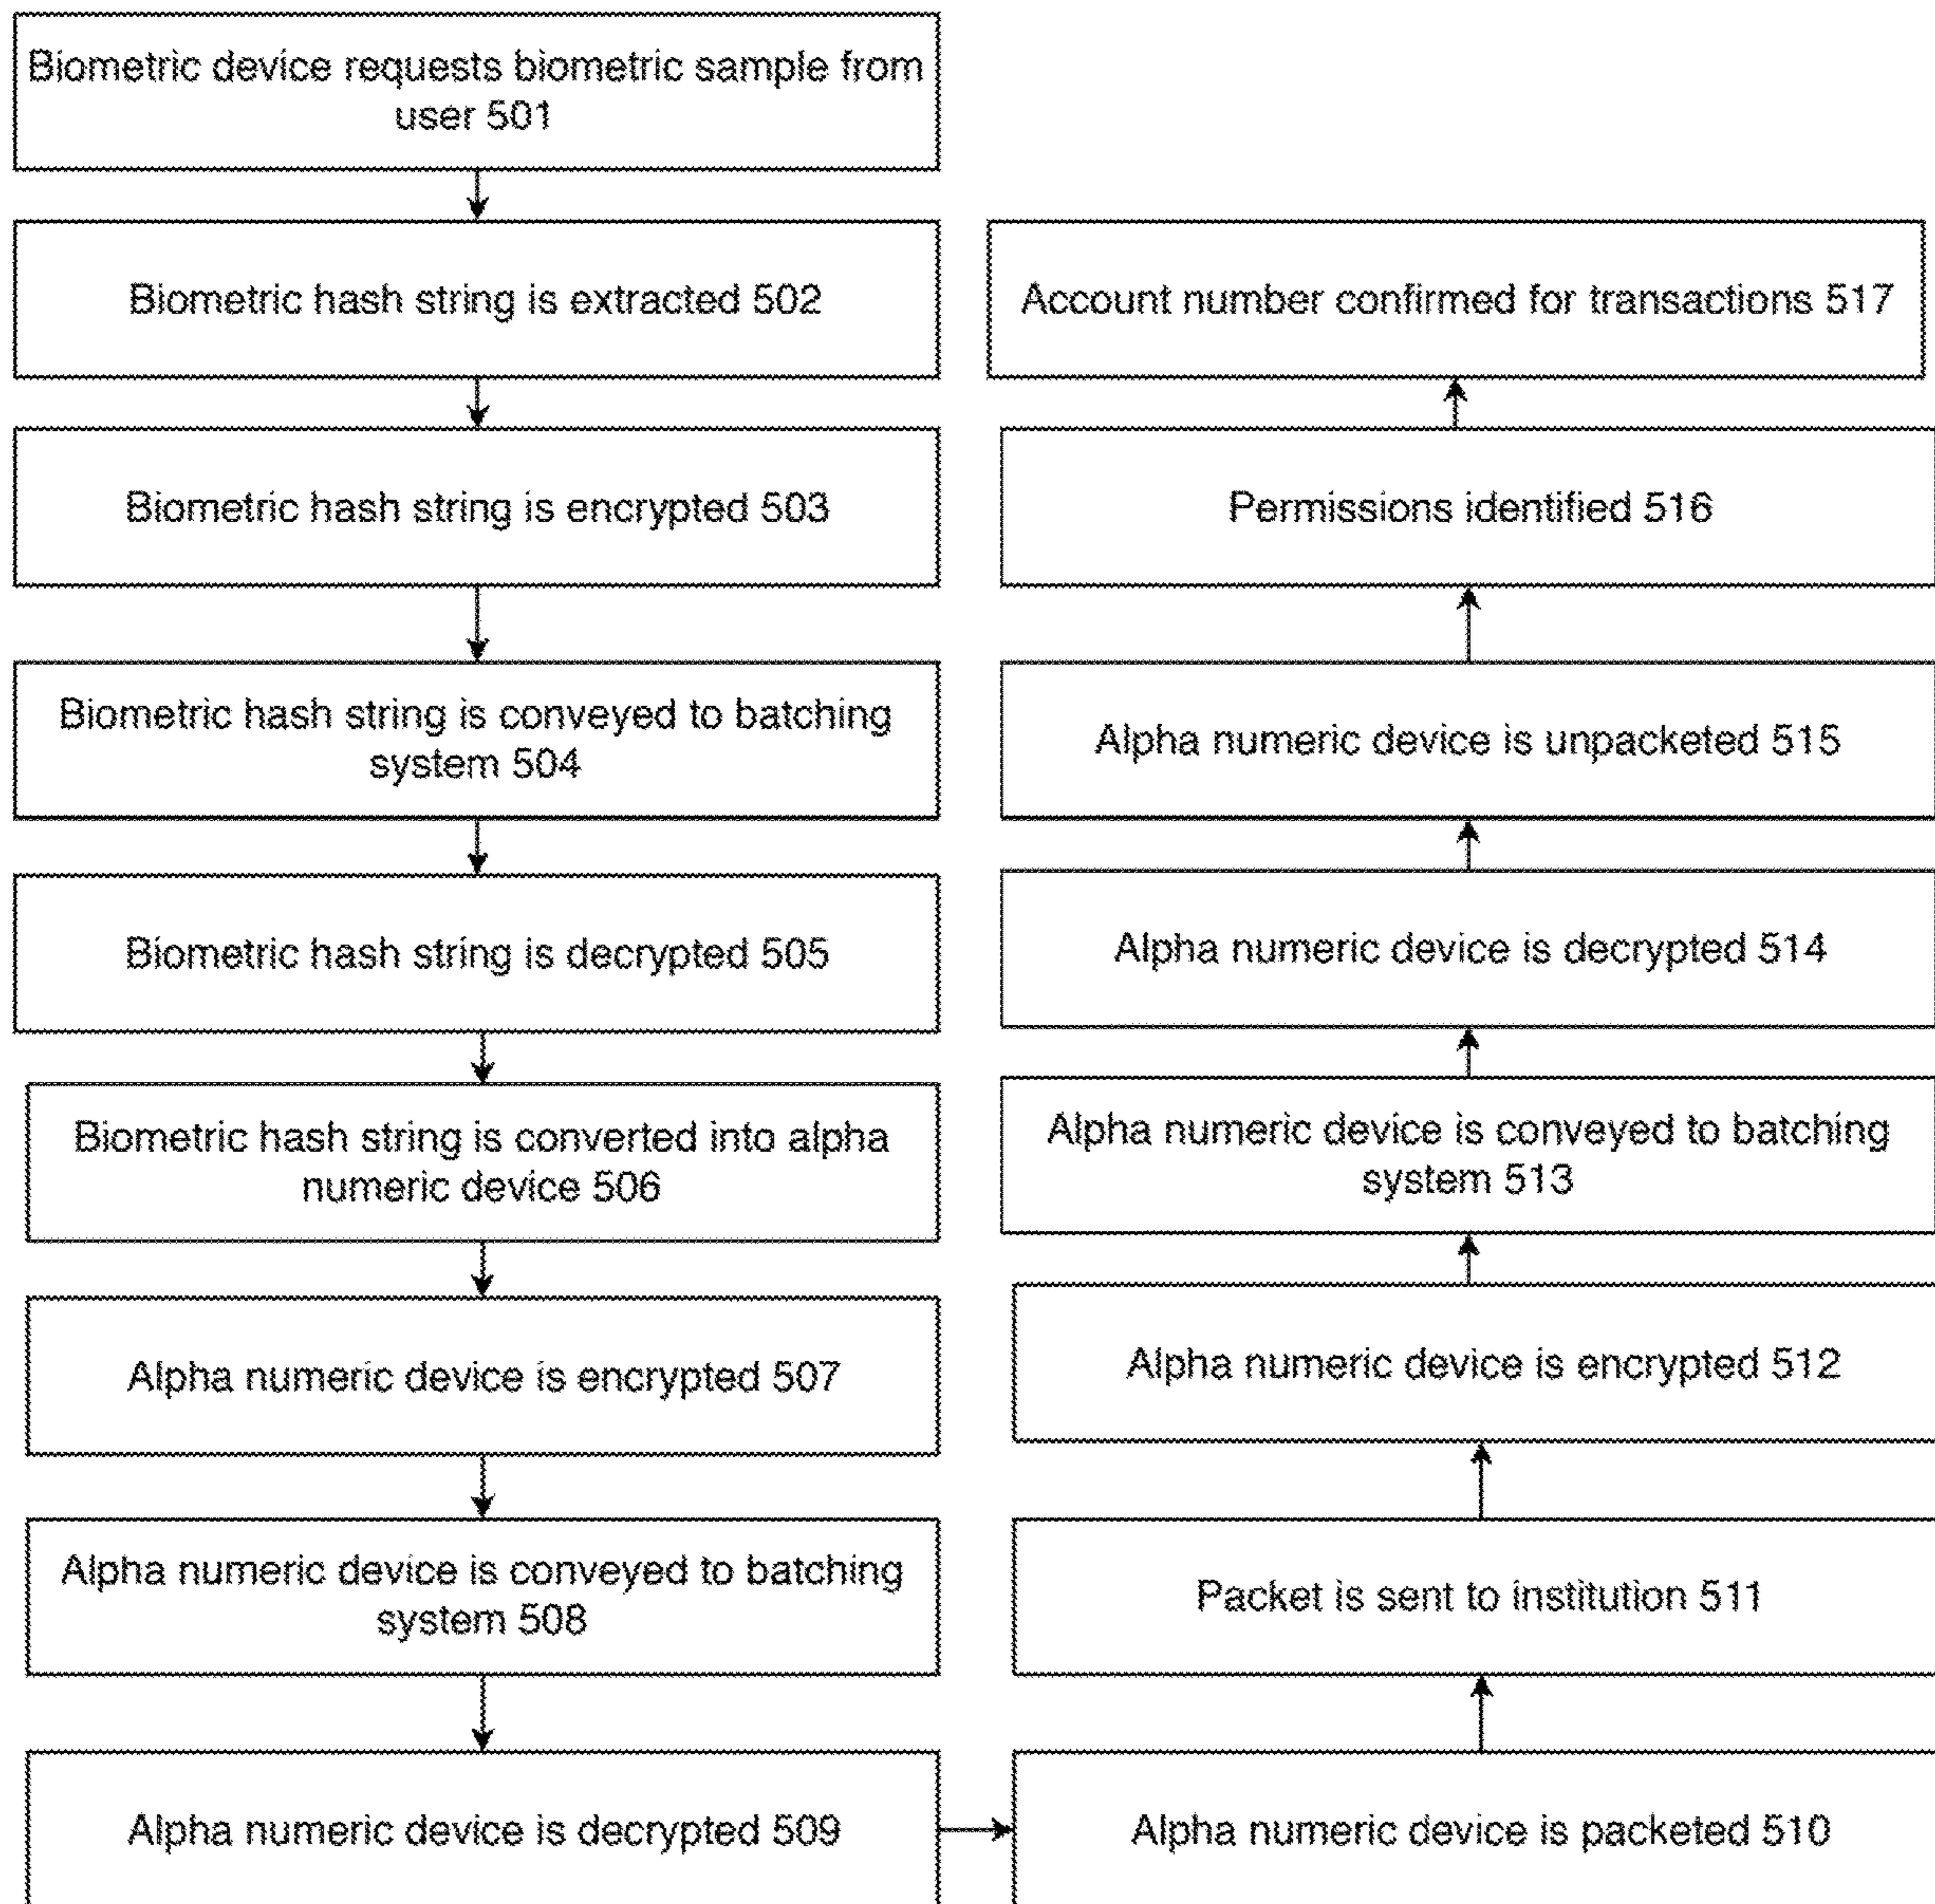 Biometric device requests biometric sample from
user 501
Biometric hash string is extracted 502
Biometric hash string is encrypted 503
Biometric hash string is conveyed to batching
system 504
Biometric hash string is decrypted 505
Biometric hash string is converted into alpha
numeric device 506
Alpha numeric device is encrypted 507
Alpha numeric device is conveyed to batching
system 508
Alpha numeric device is decrypted 509
Alpha numeric device is packeted 510
Packet is sent to institution 511
Alpha numeric device is encrypted 512
Alpha numeric device is conveyed to batching
system 513
Alpha numeric device is decrypted 514
Alpha numeric device is unpacketed 515
Permissions identified 516
Account number confirmed for transactions 517